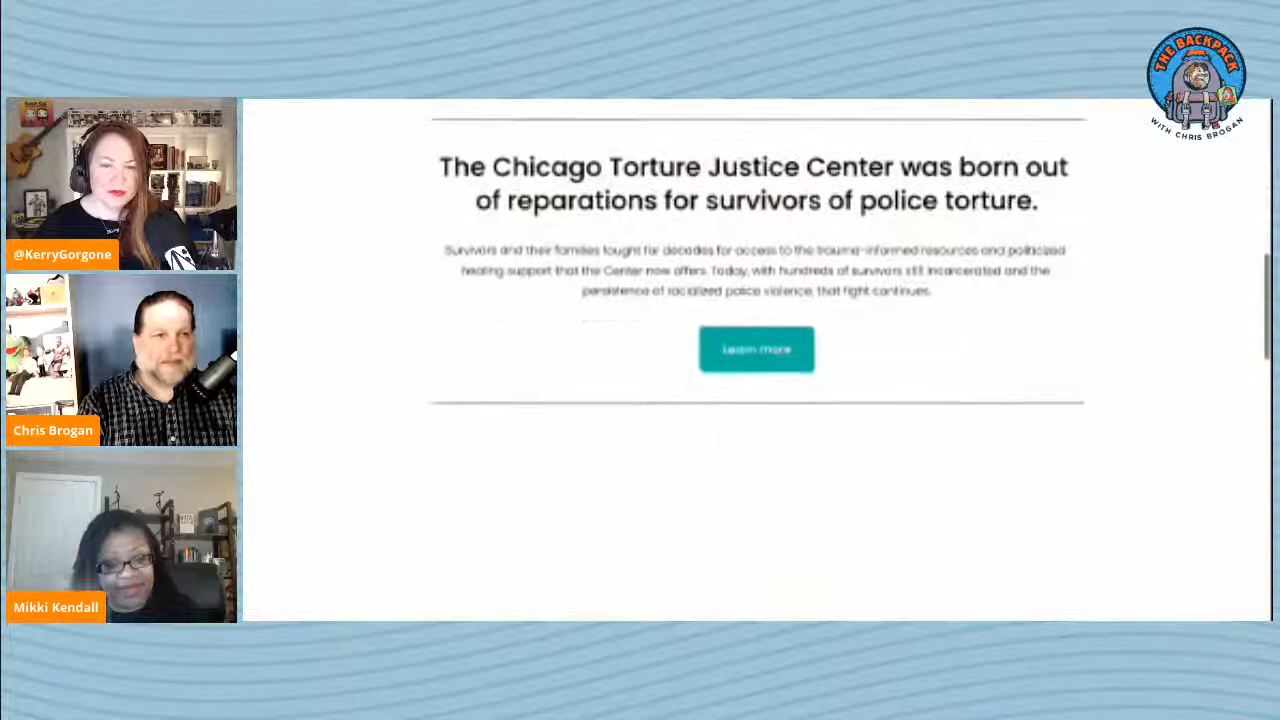 THE BACKPACK
WITH CHRIS BROGAN
@KerryGorgone
Chris Brogan
Mikki Kendall
The Chicago Torture Justice Center was born out
of reparations for survivors of police torture.
Survivors and their families fought for decades for access to the trauma-informed resources and politicized
healing support that the Center now offers. Today, with hundreds of survivors still incarcerated and the
persistence of racialized police violence, that fight continues.
Learn more